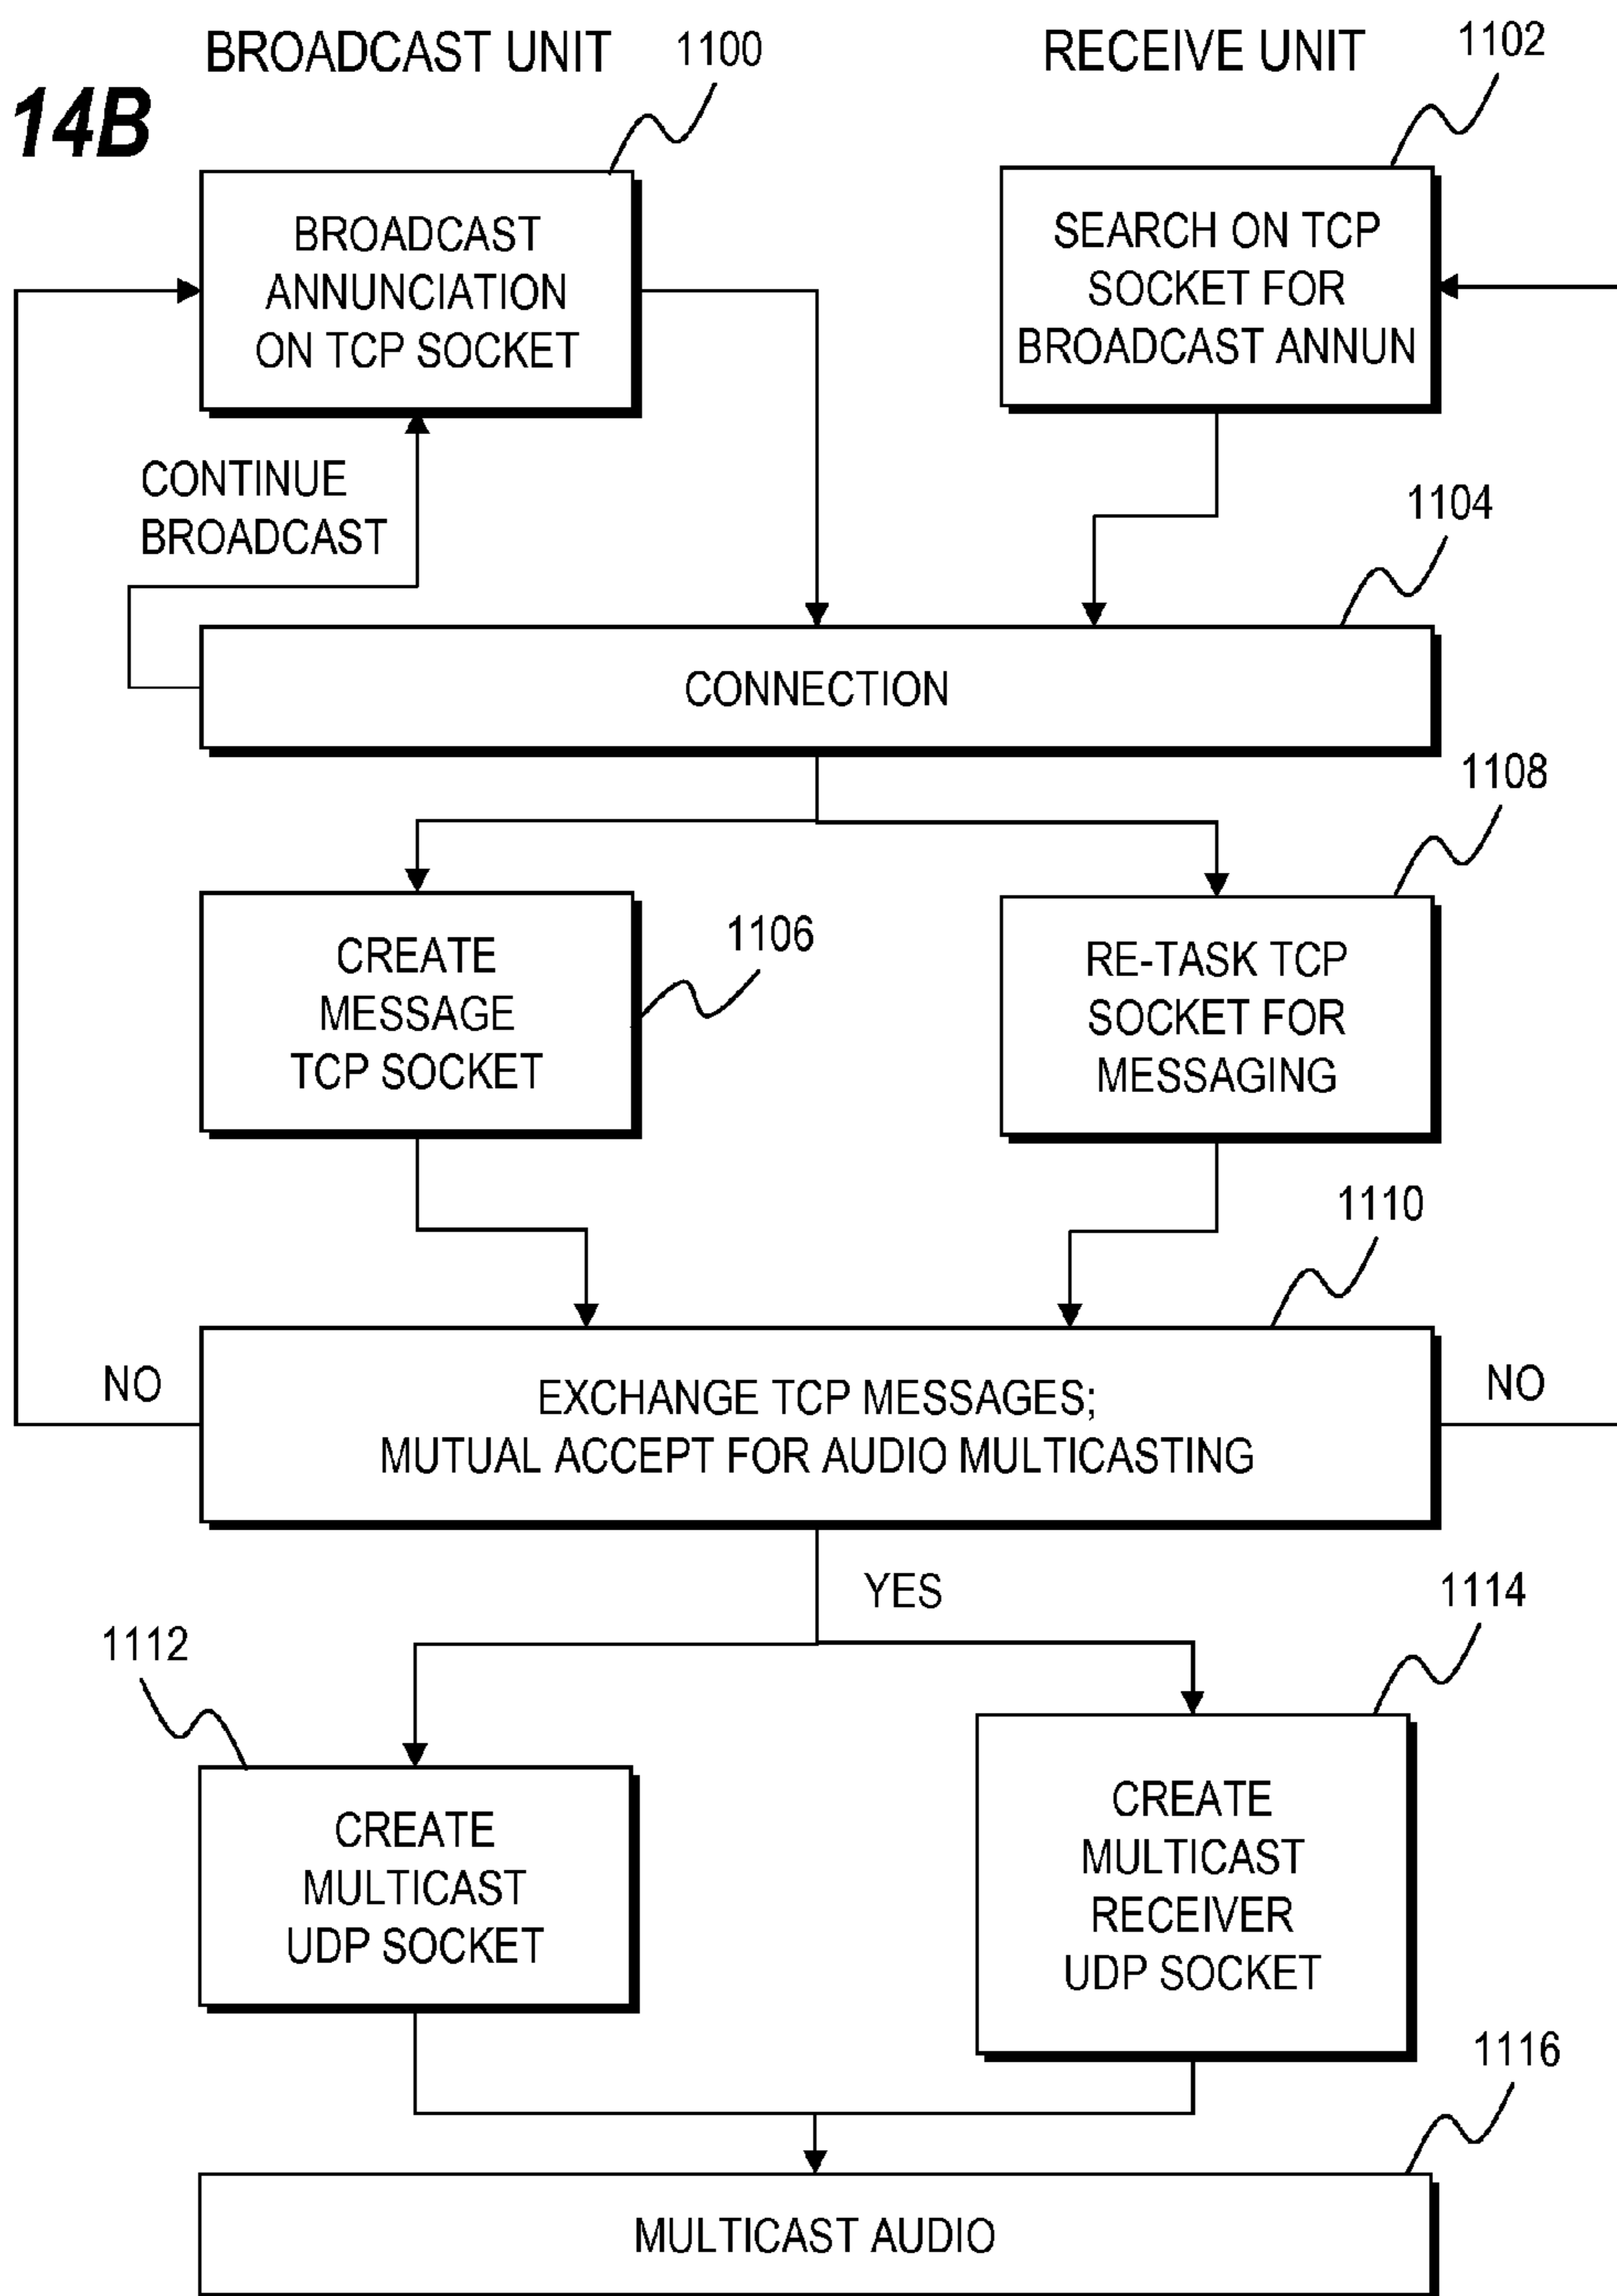 BROADCAST UNIT
1100
RECEIVE UNIT
1102
14B
BROADCAST
ANNUNCIATION
ON TCP SOCKET
SEARCH ON TCP
SOCKET FOR
BROADCAST ANNUN
CONTINUE
BROADCAST
1104
CONNECTION
1108
CREATE
MESSAGE
TCP SOCKET
1106
RE-TASK TCP
SOCKET FOR
MESSAGING
1110
NO
EXCHANGE TCP MESSAGES;
MUTUAL ACCEPT FOR AUDIO MULTICASTING
NO
YES
1112
1114
CREATE
MULTICAST
UDP SOCKET
CREATE
MULTICAST
RECEIVER
UDP SOCKET
1116
MULTICAST AUDIO